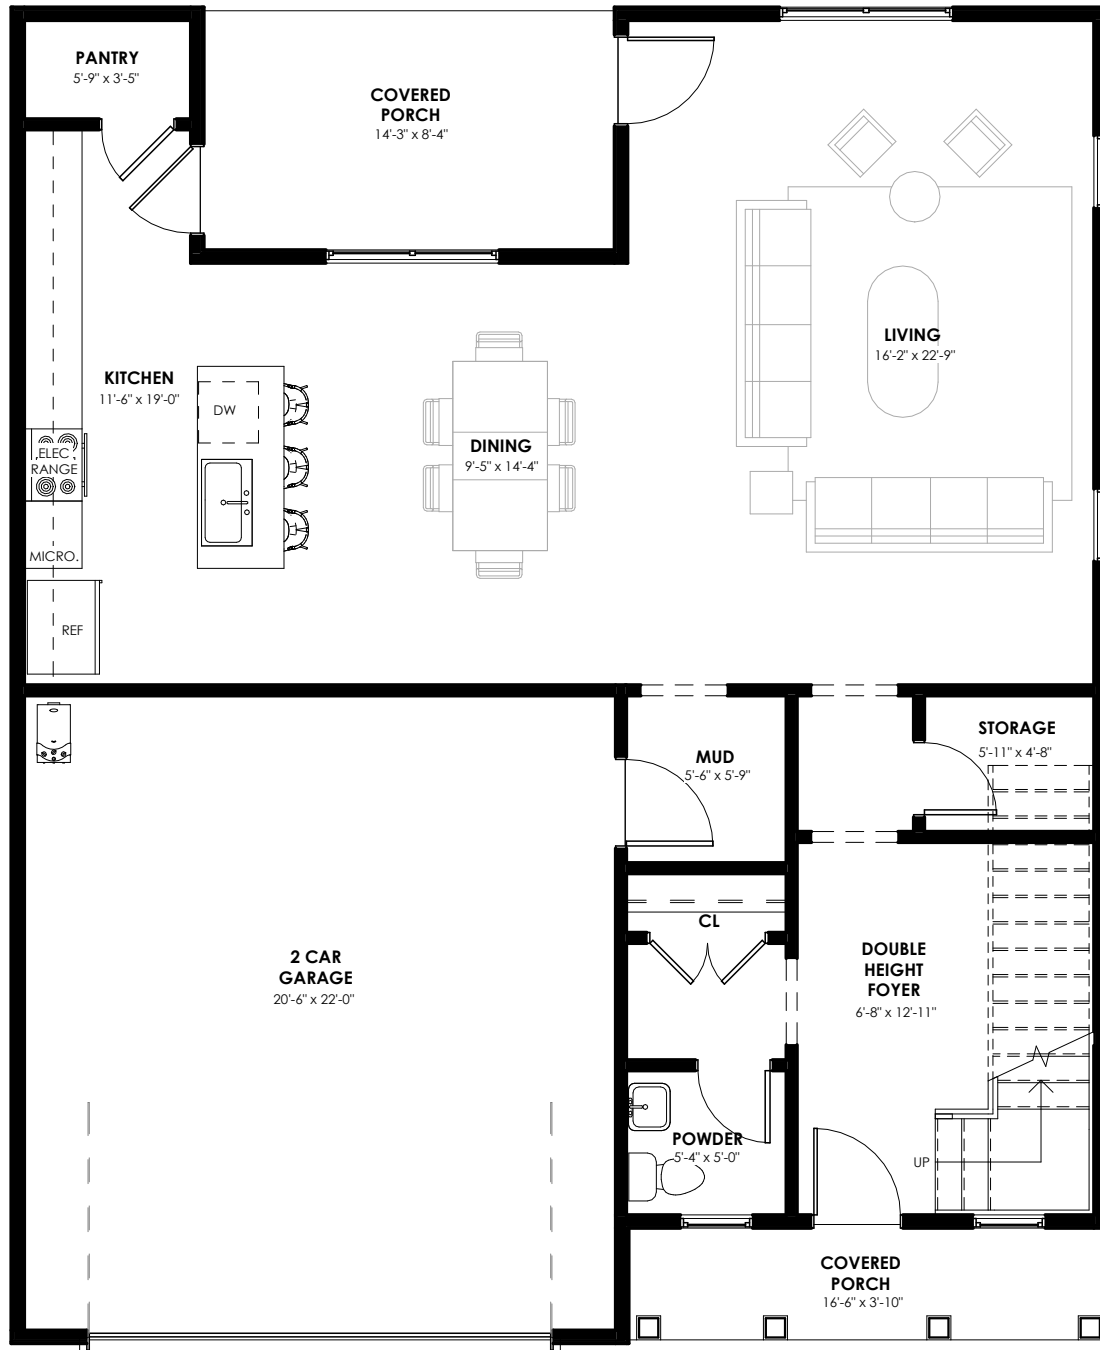 PANTRY
5'-9" x 3'-5"
COVERED
PORCH
14'-3" x 8'-4"
LIVING
16'-2" x 22'-9"
KITCHEN
11'-6" x 19'-0"
DW
DINING
9'-5" x 14'-4"
ELEC
RANGE
MICRO.
REF
STORAGE
5'-11" x 4'-8"
MUD
5'-6" x 5'-9"
CL
2 CAR
GARAGE
20'-6" x 22'-0"
DOUBLE
HEIGHT
FOYER
6'-8" x 12'-11"
POWDER
5'-4" x 5'-0"
UP
COVERED
PORCH
16'-6" x 3'-10"